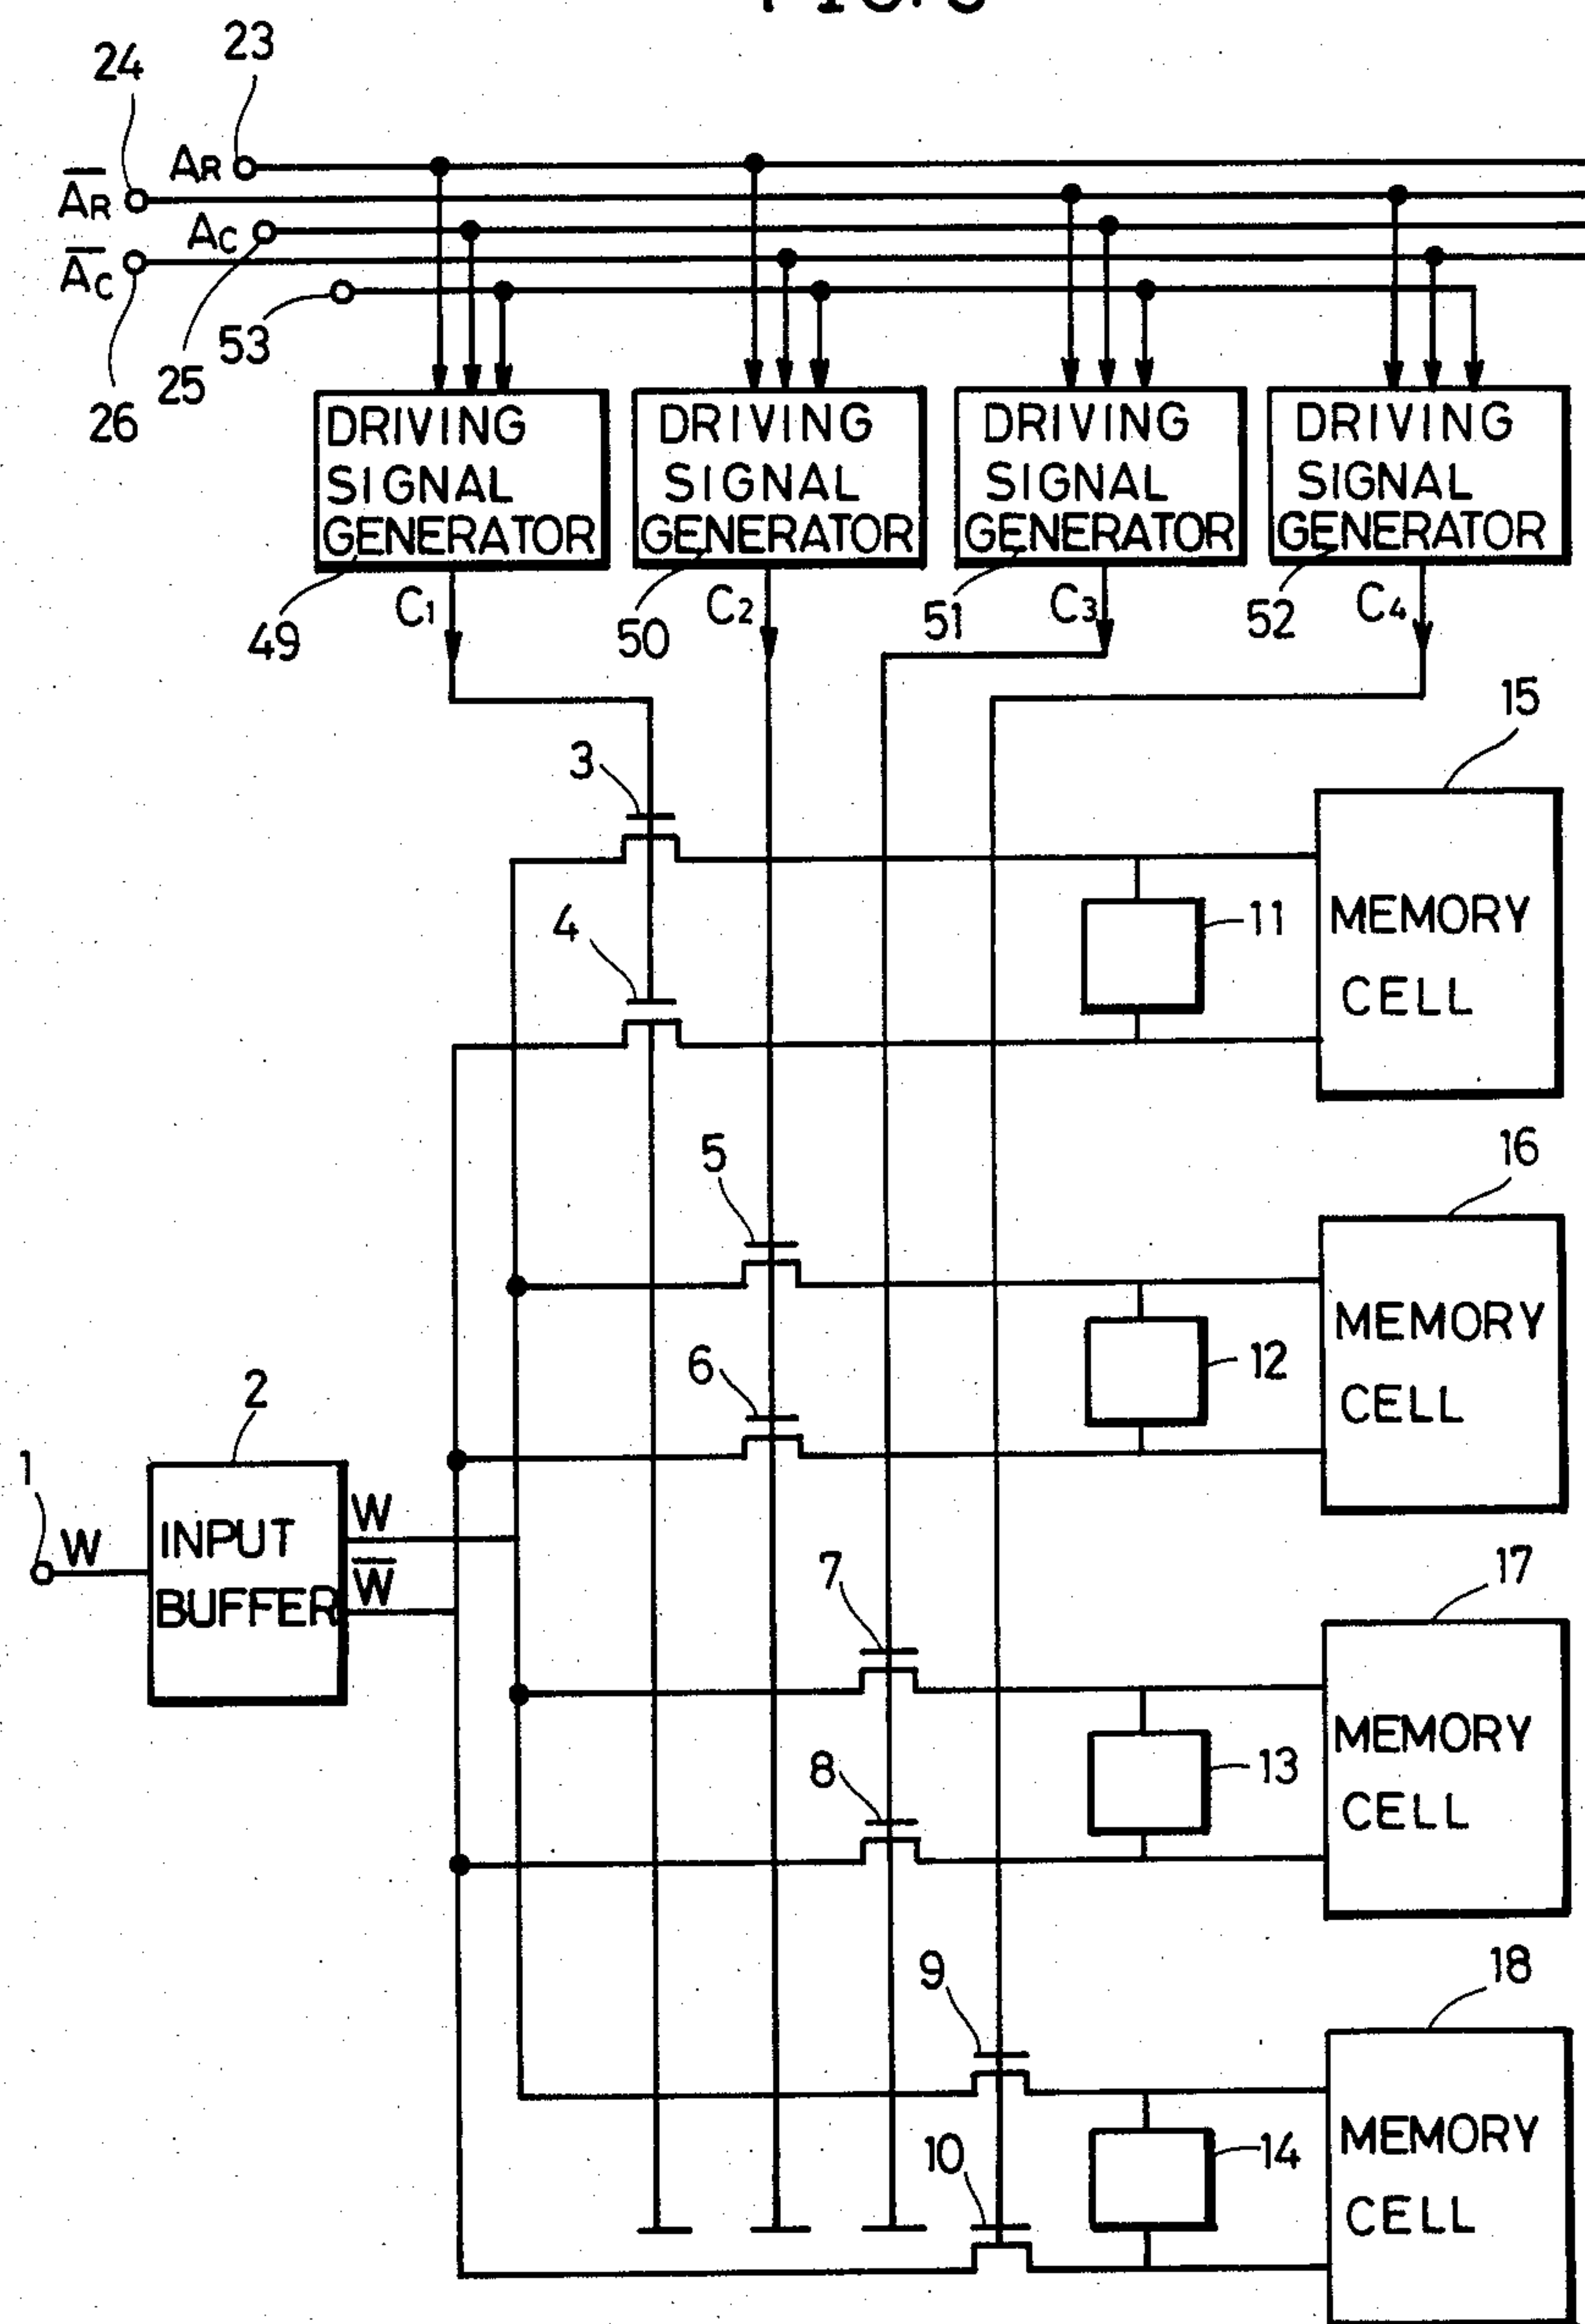 23
24
AR
A̅R̅
AC
A̅C̅
53
25
26
DRIVING SIGNAL GENERATOR
DRIVING SIGNAL GENERATOR
DRIVING SIGNAL GENERATOR
DRIVING SIGNAL GENERATOR
49
C1
50
C2
51
C3
52
C4
15
3
MEMORY CELL
11
4
16
5
MEMORY CELL
12
6
2
1
W
INPUT BUFFER
W
W̅
17
7
MEMORY CELL
13
8
18
9
MEMORY CELL
14
10